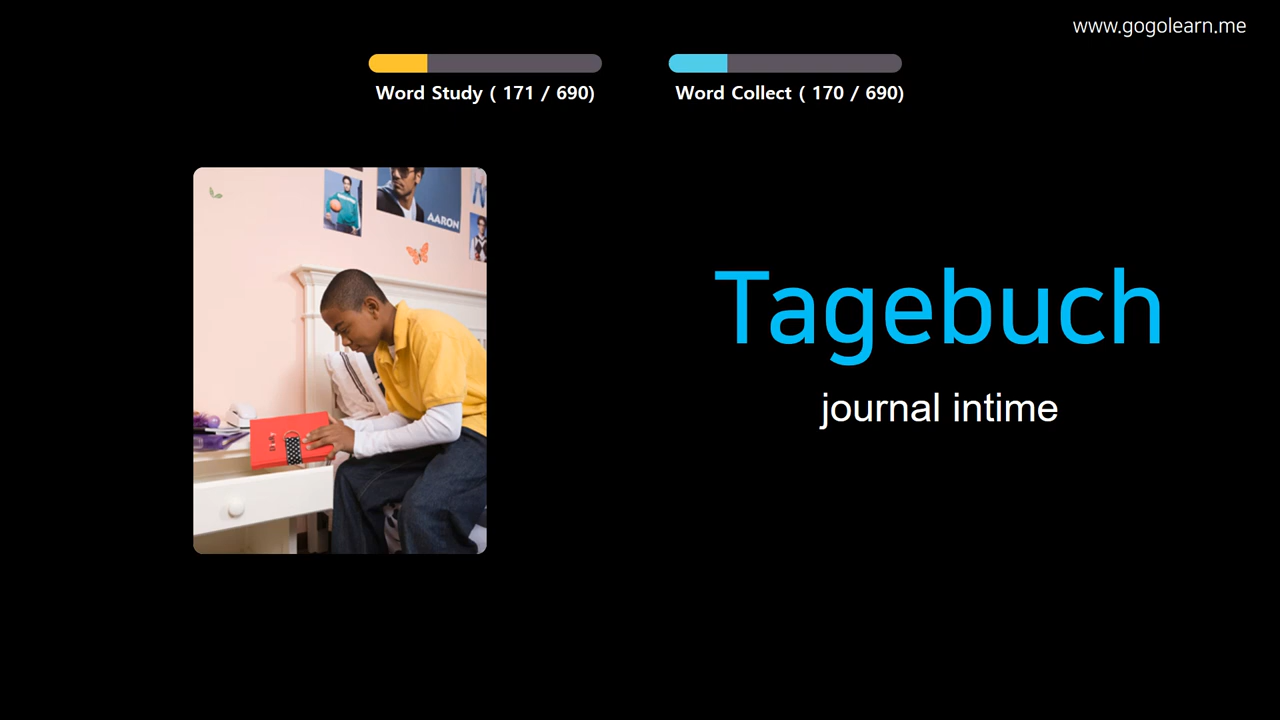 www.gogolearn.me
Word Study ( 171 / 690)
Word Collect ( 170 / 690)
AARON
Tagebuch
journal intime